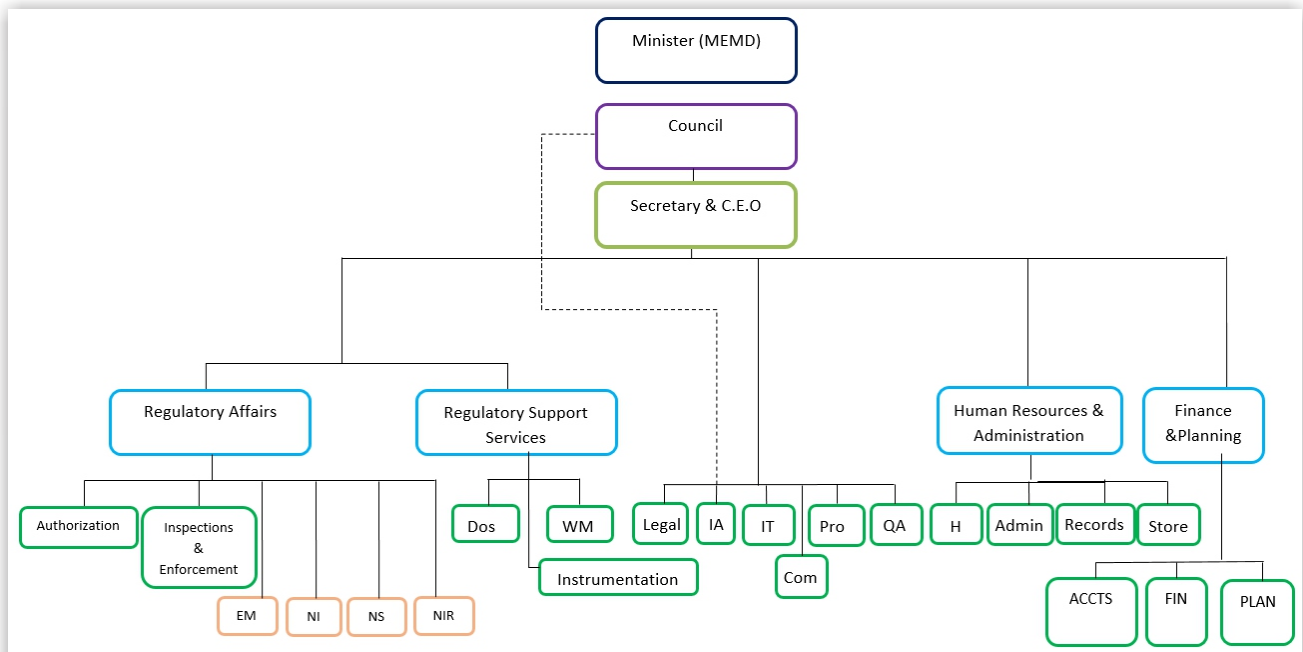 Minister (MEMD)
Council
Secretary & C.E.O
Regulatory Affairs
Regulatory Support
Services
Human Resources &
Administration
Finance
&Planning
Authorization
Inspections
&
Enforcement
EM
NI
NS
NIR
Dos
WM
Instrumentation
Legal
IA
IT
Pro
QA
Com
H
Admin
Records
Store
ACCTS
FIN
PLAN